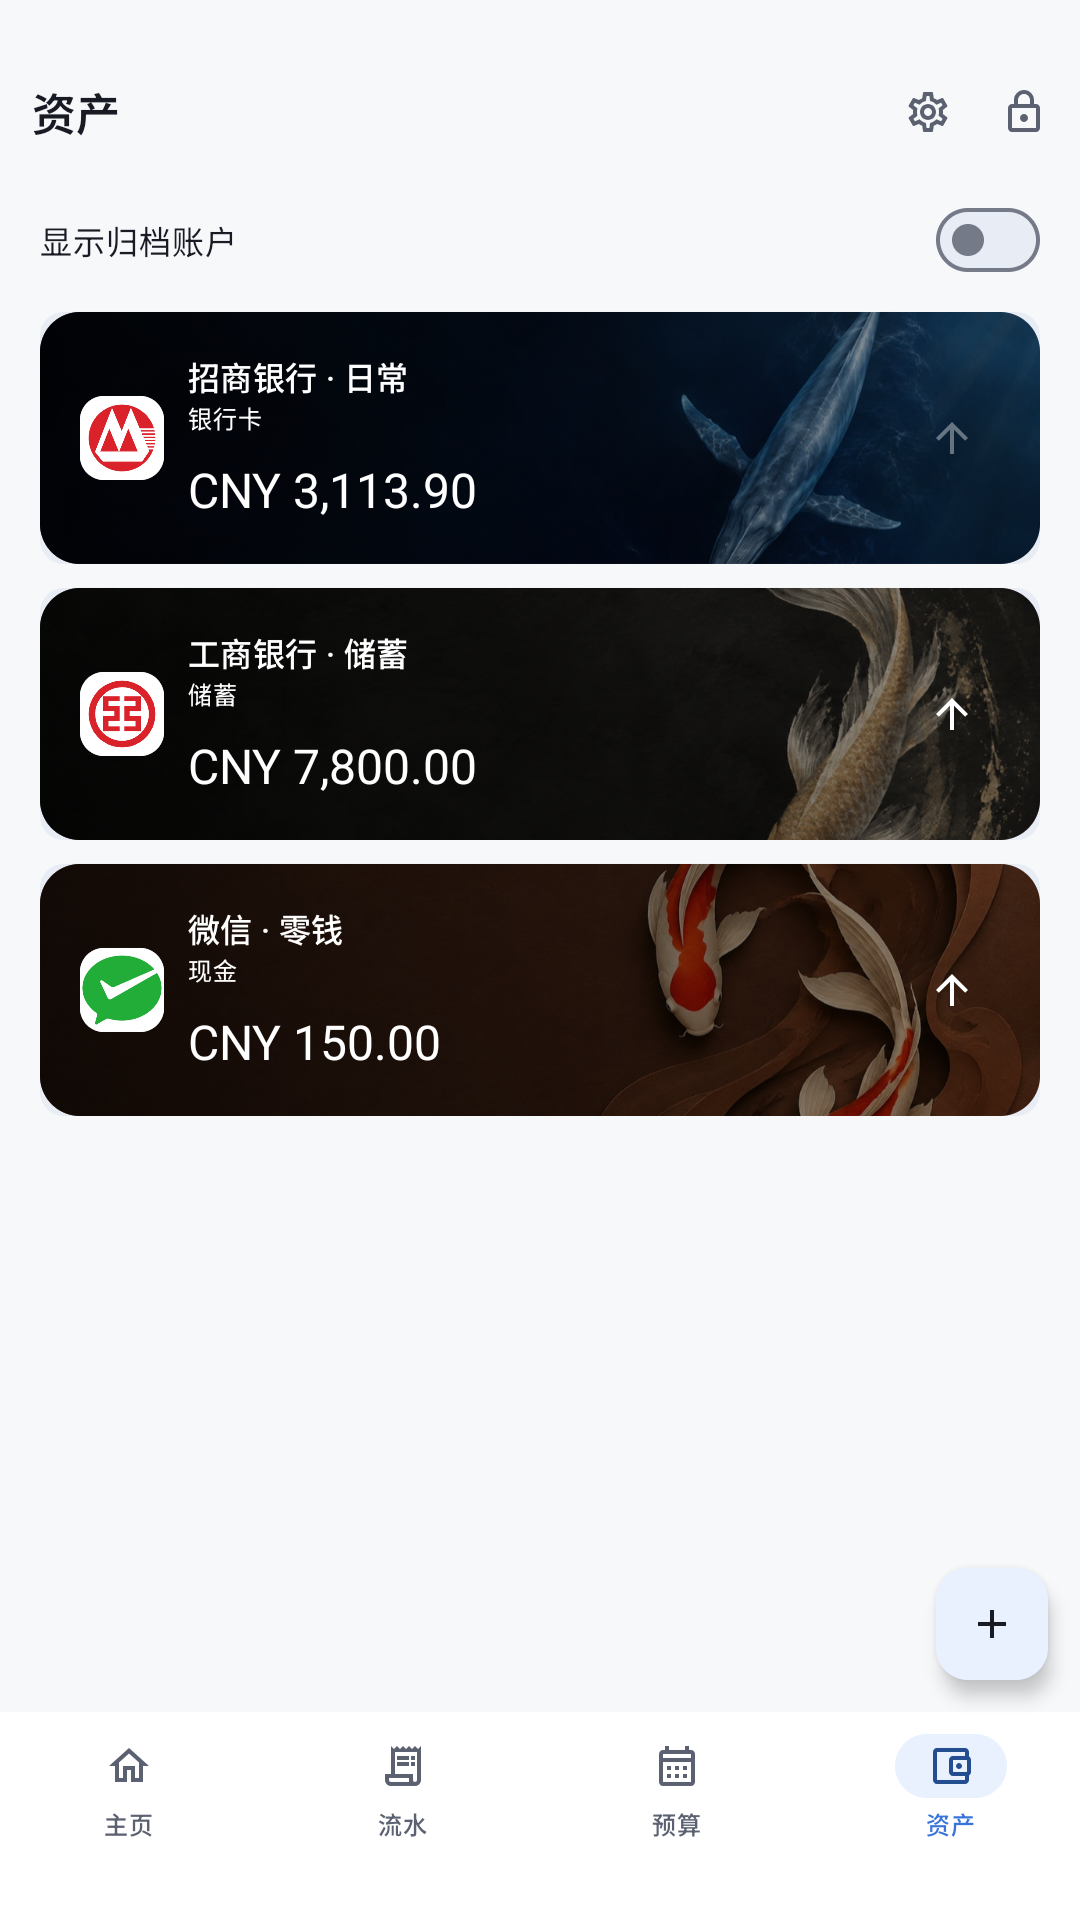 资产
显示归档账户
招商银行 · 日常
银行卡
CNY 3,113.90
工商银行 · 储蓄
储蓄
CNY 7,800.00
微信 · 零钱
现金
CNY 150.00
主页
流水
预算
资产